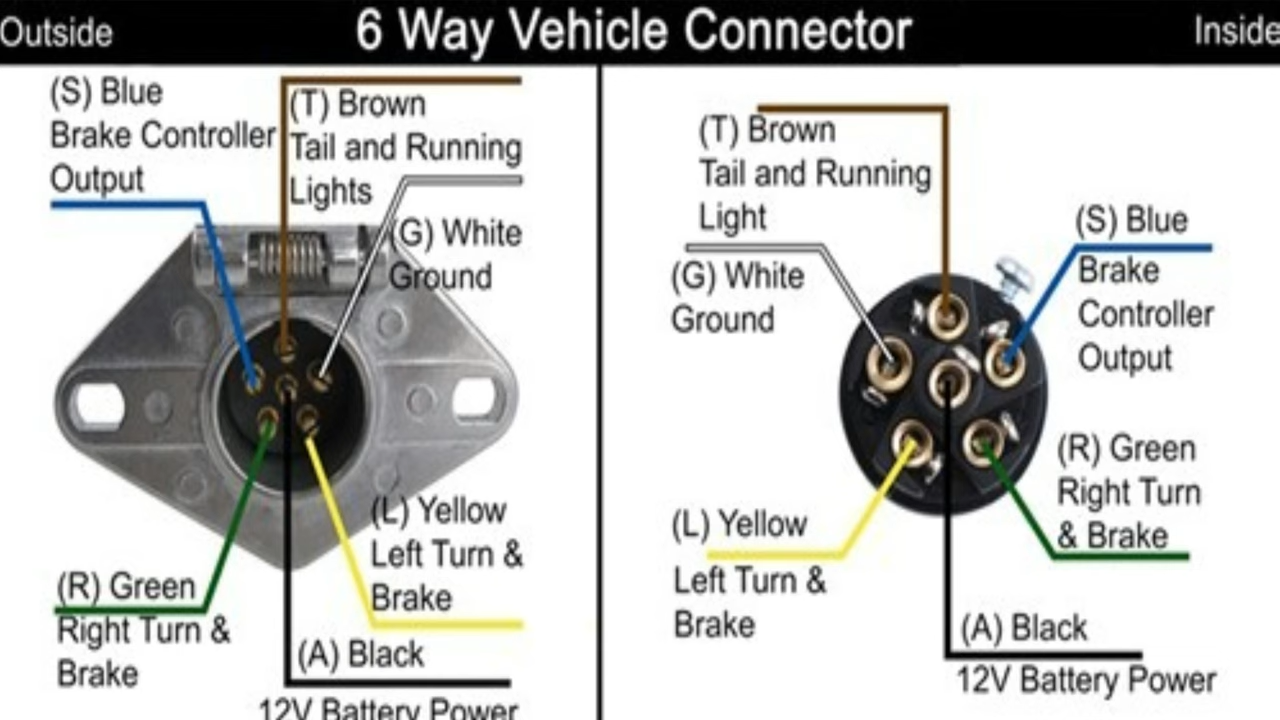 Outside
6 Way Vehicle Connector
Inside
(S) Blue
Brake Controller
Output
(T) Brown
Tail and Running
Lights
(G) White
Ground
(L) Yellow
Left Turn &
Brake
(R) Green
Right Turn &
Brake
(A) Black
12V Battery Power
(T) Brown
Tail and Running
Light
(G) White
Ground
(S) Blue
Brake
Controller
Output
(R) Green
Right Turn
& Brake
(L) Yellow
Left Turn &
Brake
(A) Black
12V Battery Power